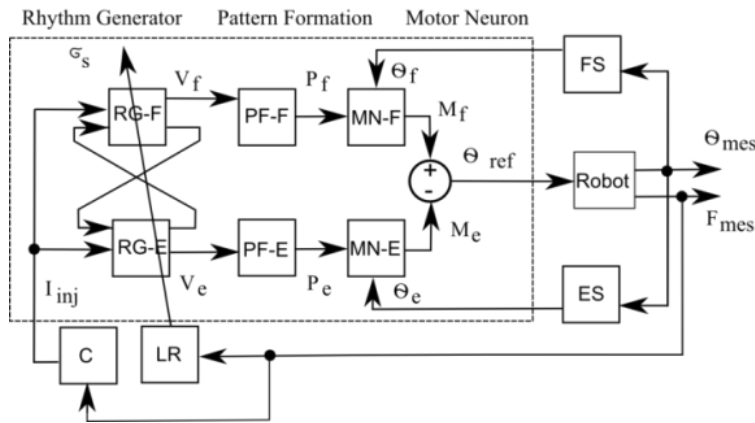 Rhythm Generator Pattern Formation Motor Neuron
σs
Vf
Pf
Θf
FS
RG-F
PF-F
MN-F
Mf
Θmes
+
-
Θ ref
Robot
Fmes
RG-E
PF-E
MN-E
Me
Iinj
Ve
Pe
Θe
ES
C
LR